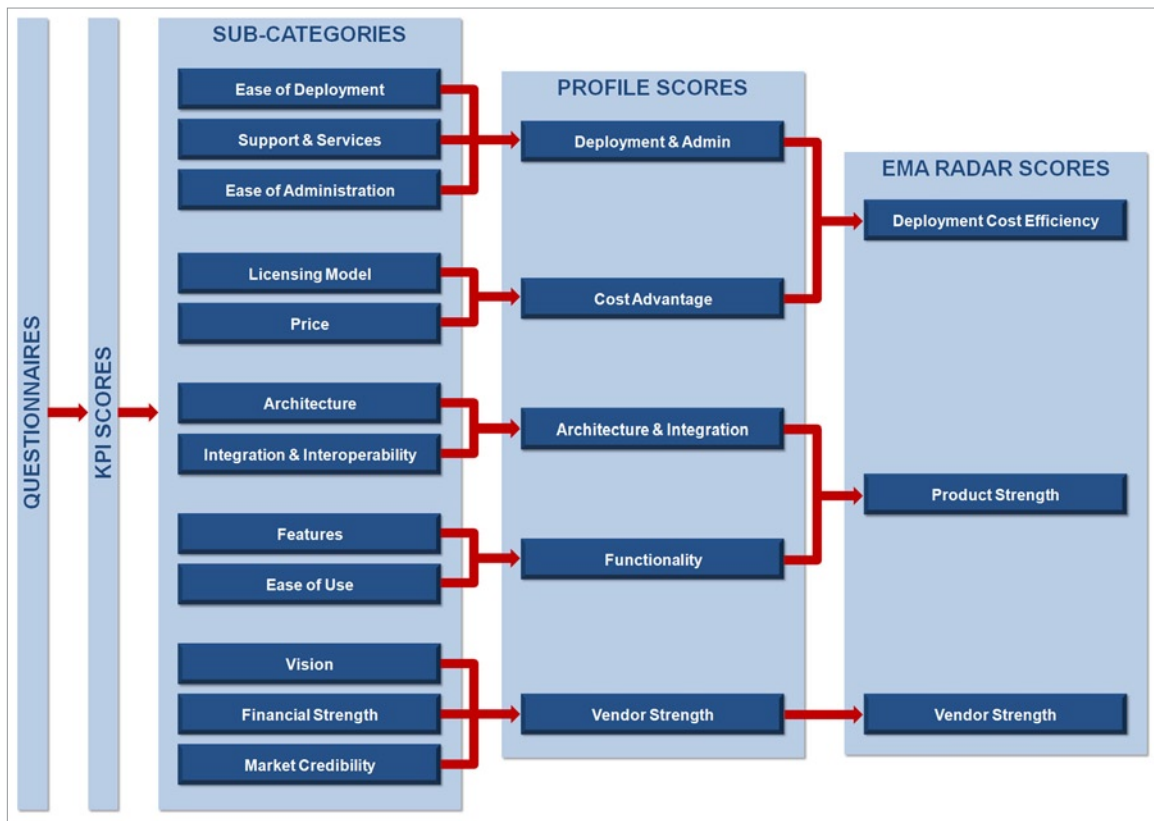 QUESTIONNAIRES
KPI SCORES
SUB-CATEGORIES
Ease of Deployment
Support & Services
Ease of Administration
Licensing Model
Price
Architecture
Integration & Interoperability
Features
Ease of Use
Vision
Financial Strength
Market Credibility
PROFILE SCORES
Deployment & Admin
Cost Advantage
Architecture & Integration
Functionality
Vendor Strength
EMA RADAR SCORES
Deployment Cost Efficiency
Product Strength
Vendor Strength